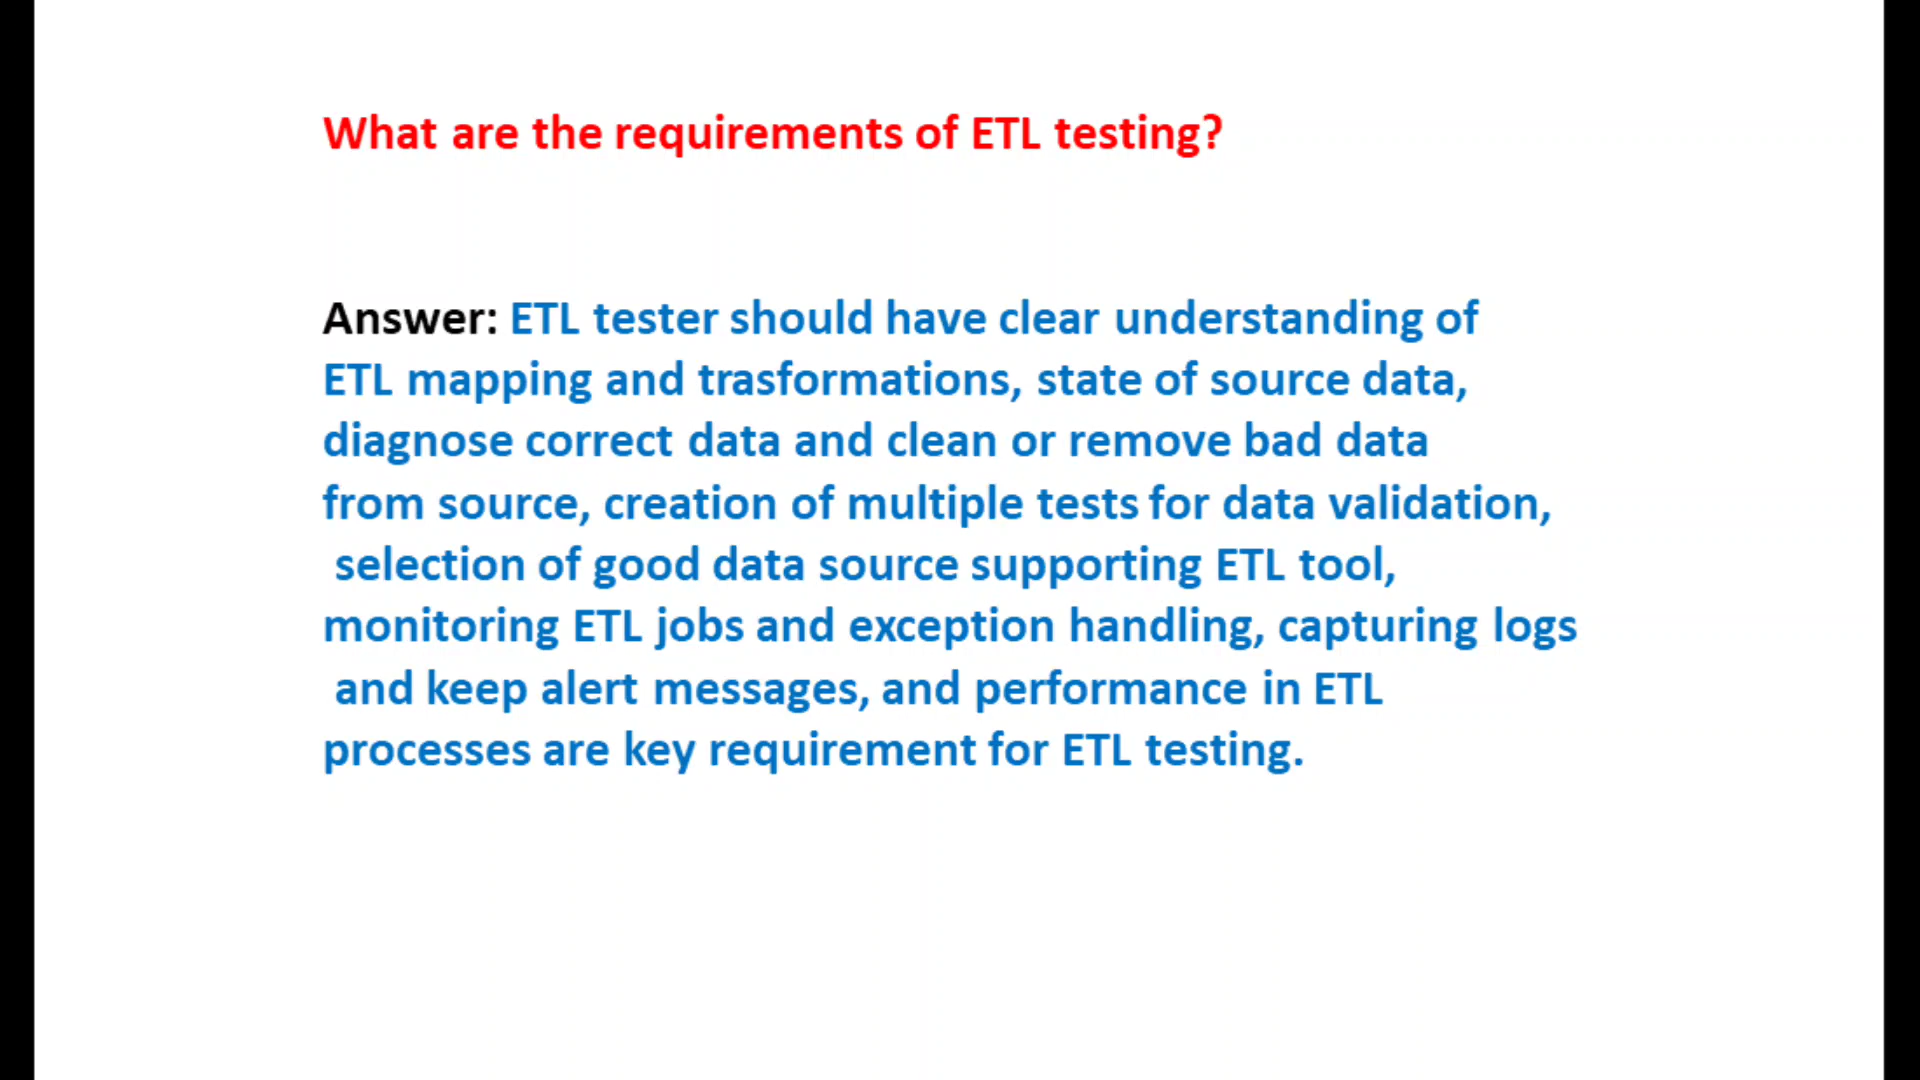 What are the requirements of ETL testing?
Answer: ETL tester should have clear understanding of
ETL mapping and trasformations, state of source data,
diagnose correct data and clean or remove bad data
from source, creation of multiple tests for data validation,
selection of good data source supporting ETL tool,
monitoring ETL jobs and exception handling, capturing logs
and keep alert messages, and performance in ETL
processes are key requirement for ETL testing.